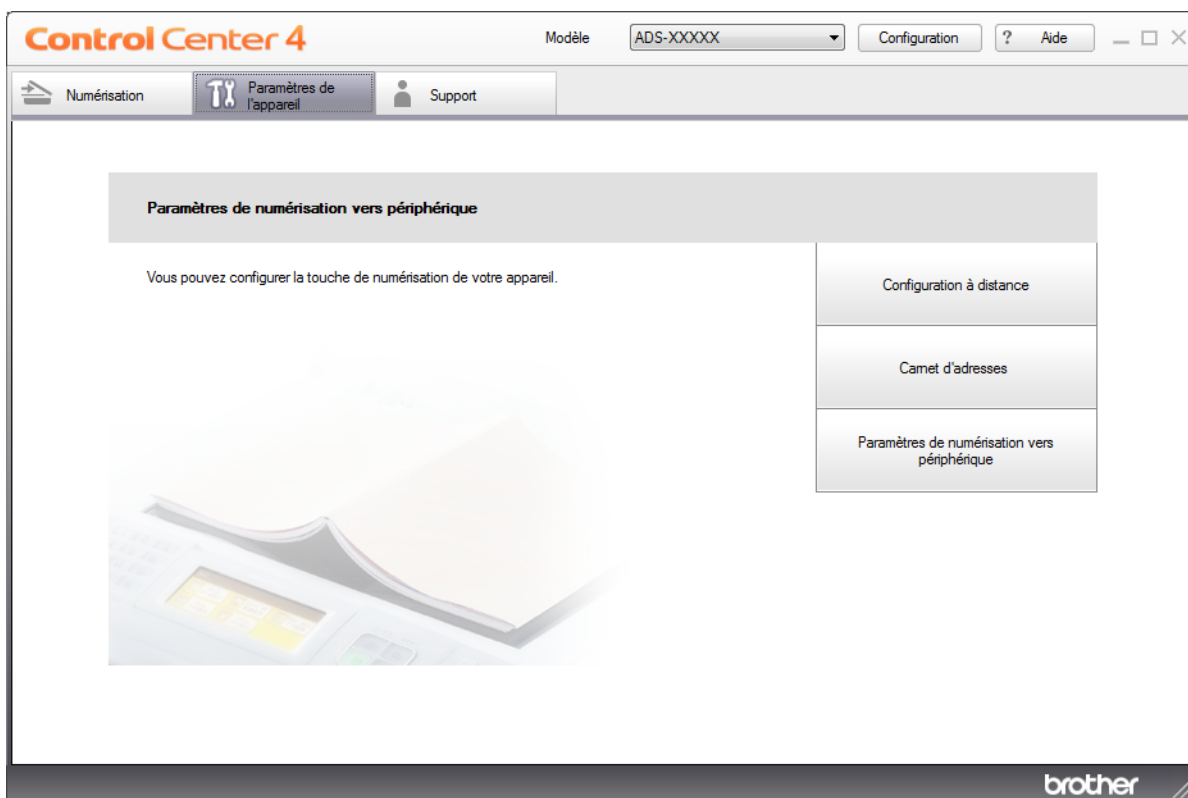 Control Center 4
Modèle
ADS-XXXXX
Configuration
? Aide
Numérisation
Paramètres de
l'appareil
Support
Paramètres de numérisation vers périphérique
Vous pouvez configurer la touche de numérisation de votre appareil.
Configuration à distance
Carnet d'adresses
Paramètres de numérisation vers
périphérique
brother